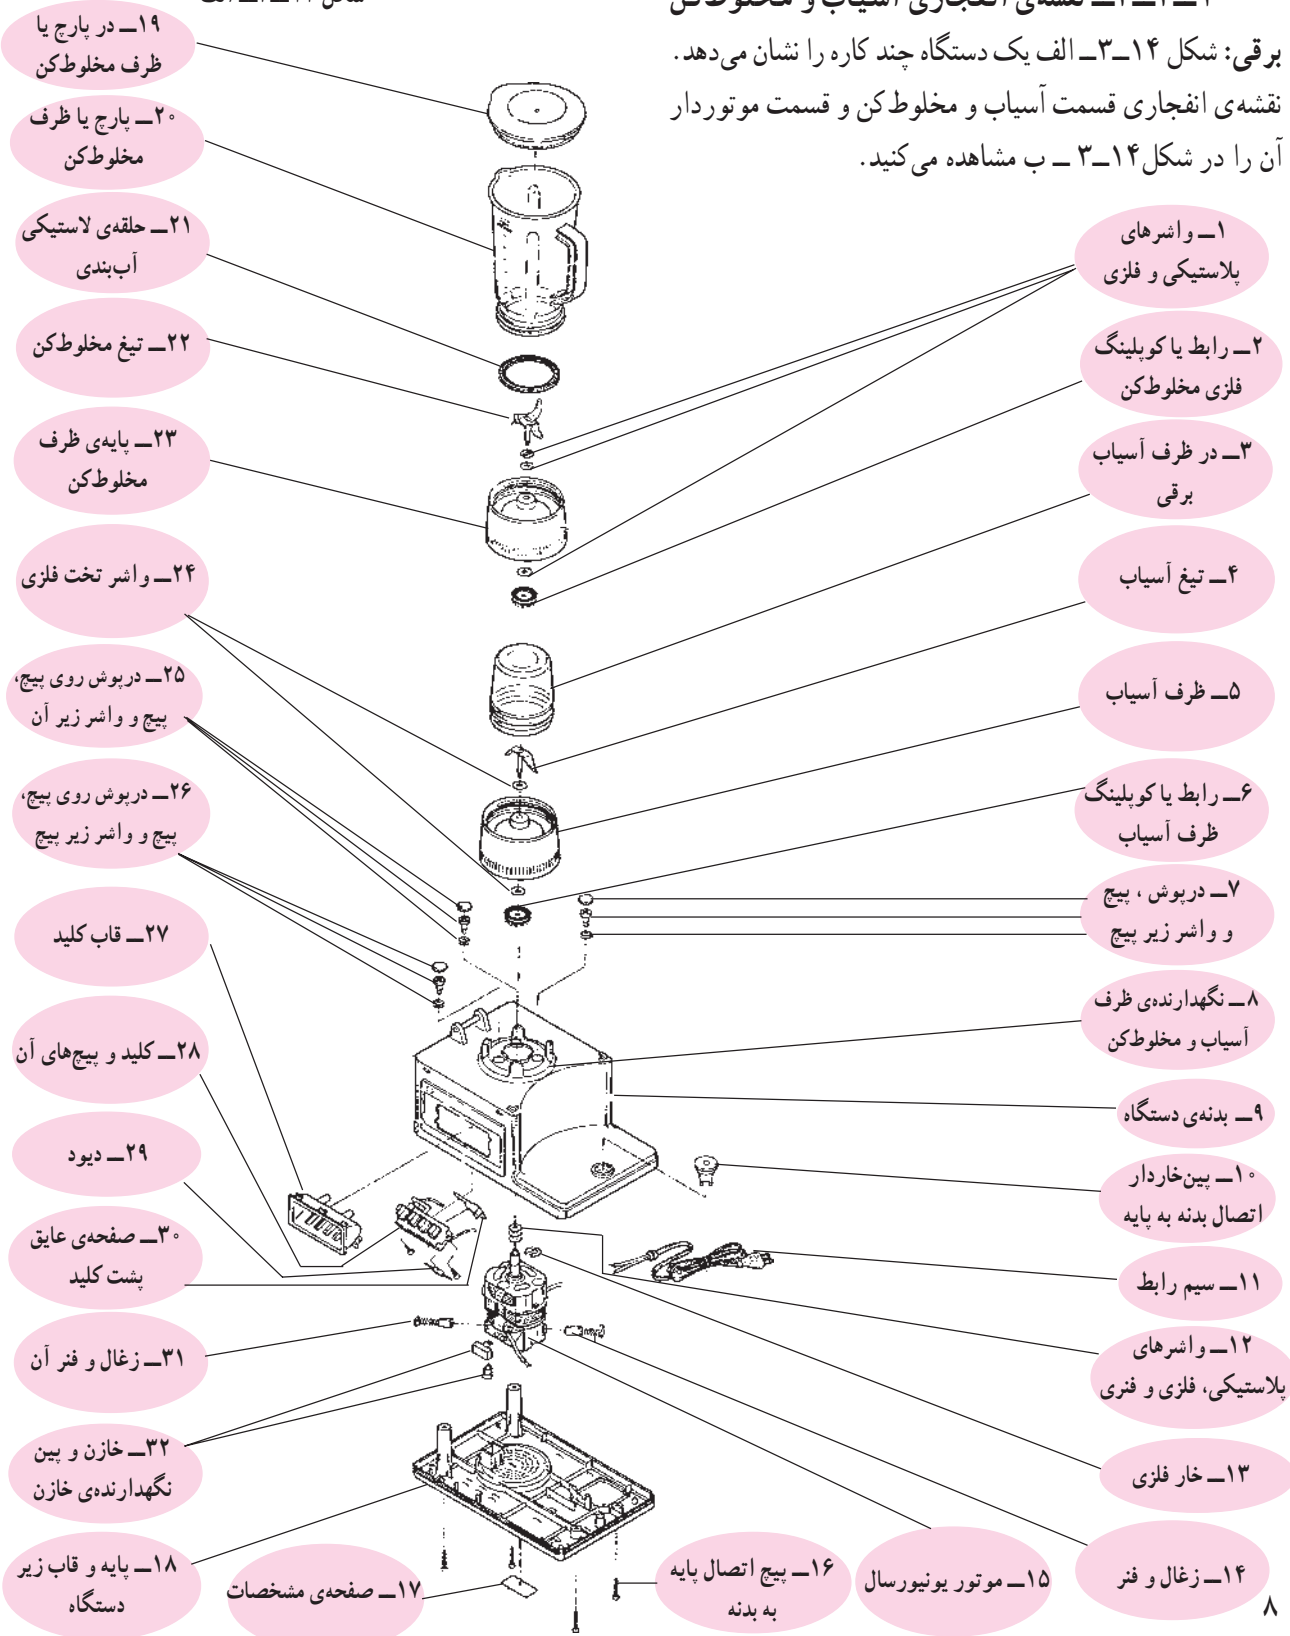 برقی: شکل ۱۴ــ۳ــ الف یک دستگاه چند کاره را نشان می‌دهد.
نقشه‌ی انفجاری قسمت آسیاب و مخلوط‌کن و قسمت موتوردار
آن را در شکل۱۴ــ۳ ــ ب مشاهده می‌کنید.
۱ــ واشرهای
پلاستیکی و فلزی
۲ــ رابط یا کوپلینگ
فلزی مخلوط‌کن
۳ــ در ظرف آسیاب
برقی
۴ــ تیغ آسیاب
۵ــ ظرف آسیاب
۶ــ رابط یا کوپلینگ
ظرف آسیاب
۷ــ درپوش ، پیچ
و واشر زیر پیچ
۸ــ نگهدارنده‌ی ظرف
آسیاب و مخلوط‌کن
۹ــ بدنه‌ی دستگاه
۱۰ــ پین‌خاردار
اتصال بدنه به پایه
۱۱ــ سیم رابط
۱۲ــ واشرهای
پلاستیکی، فلزی و فنری
۱۳ــ خار فلزی
۱۴ــ زغال و فنر
۱۵ــ موتور یونیورسال
۱۶ــ پیچ اتصال پایه
به بدنه
۱۷ــ صفحه‌ی مشخصات
۱۸ــ پایه و قاب زیر
دستگاه
۱۹ــ در پارچ یا
ظرف مخلوط‌کن
۲۰ــ پارچ یا ظرف
مخلوط‌کن
۲۱ــ حلقه‌ی لاستیکی
آب‌بندی
۲۲ــ تیغ مخلوط‌کن
۲۳ــ پایه‌ی ظرف
مخلوط‌کن
۲۴ــ واشر تخت فلزی
۲۵ــ درپوش روی پیچ،
پیچ و واشر زیر آن
۲۶ــ درپوش روی پیچ،
پیچ و واشر زیر پیچ
۲۷ــ قاب کلید
۲۸ــ کلید و پیچ‌های آن
۲۹ــ دیود
۳۰ــ صفحه‌ی عایق
پشت کلید
۳۱ــ زغال و فنر آن
۳۲ــ خازن و پین
نگهدارنده‌ی خازن
۸